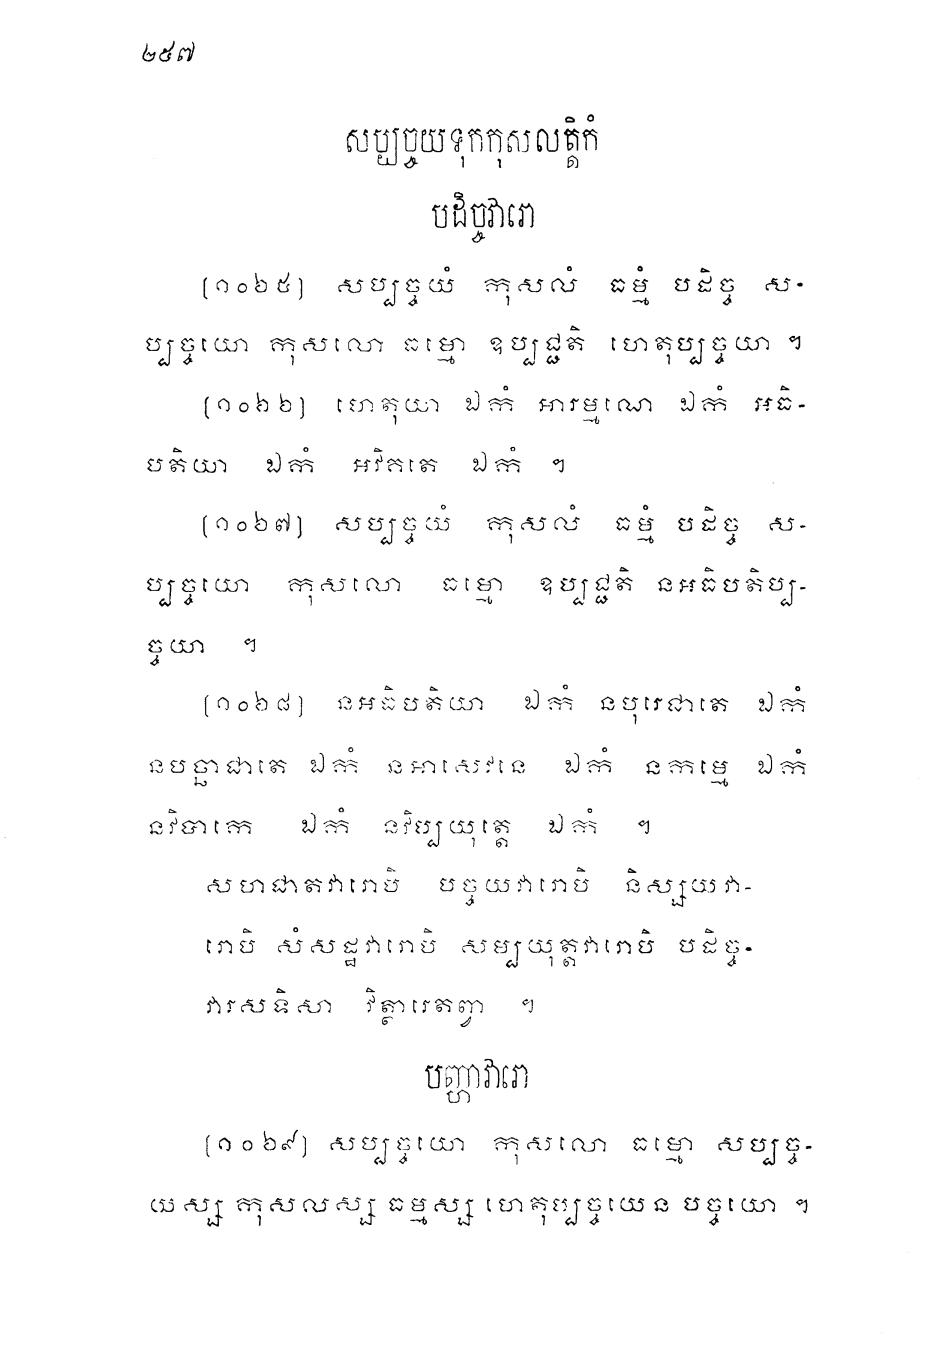 ២៥៧
សប្បច្ចយទុកកុសលត្តិកំ
បដិច្ចវារោ
[១០៦៥] សប្បច្ចយំ កុសលំ ធម្មំ បដិច្ច ស-
ប្បច្ចយោ កុសលោ ធម្មោ ឧប្បជ្ជតិ ហេតុប្បច្ចយា ។
[១០៦៦] ហេតុយា ឯកំ អារម្មណេ ឯកំ អធិ-
បតិយា ឯកំ អវិគតេ ឯកំ ។
[១០៦៧] សប្បច្ចយំ កុសលំ ធម្មំ បដិច្ច ស-
ប្បច្ចយោ កុសលោ ធម្មោ ឧប្បជ្ជតិ នអធិបតិប្ប-
ច្ចយា ។
[១០៦៨] នអធិបតិយា ឯកំ នបុរេជាតេ ឯកំ
នបច្ឆាជាតេ ឯកំ នអាសេវនេ ឯកំ នកម្មេ ឯកំ
នវិបាកេ ឯកំ នវិប្បយុត្តេ ឯកំ ។
សហជាតវារោបិ បច្ចយវារោបិ និស្សយវា-
រោបិ សំសដ្ឋវារោបិ សម្បយុត្តវារោបិ បដិច្ច-
វារសទិសា វិត្ថារេតព្វា ។
បញ្ហាវារោ
[១០៦៩] សប្បច្ចយោ កុសលោ ធម្មោ សប្បច្ច-
យស្ស កុសលស្ស ធម្មស្ស ហេតុប្បច្ចយេន បច្ចយោ ។